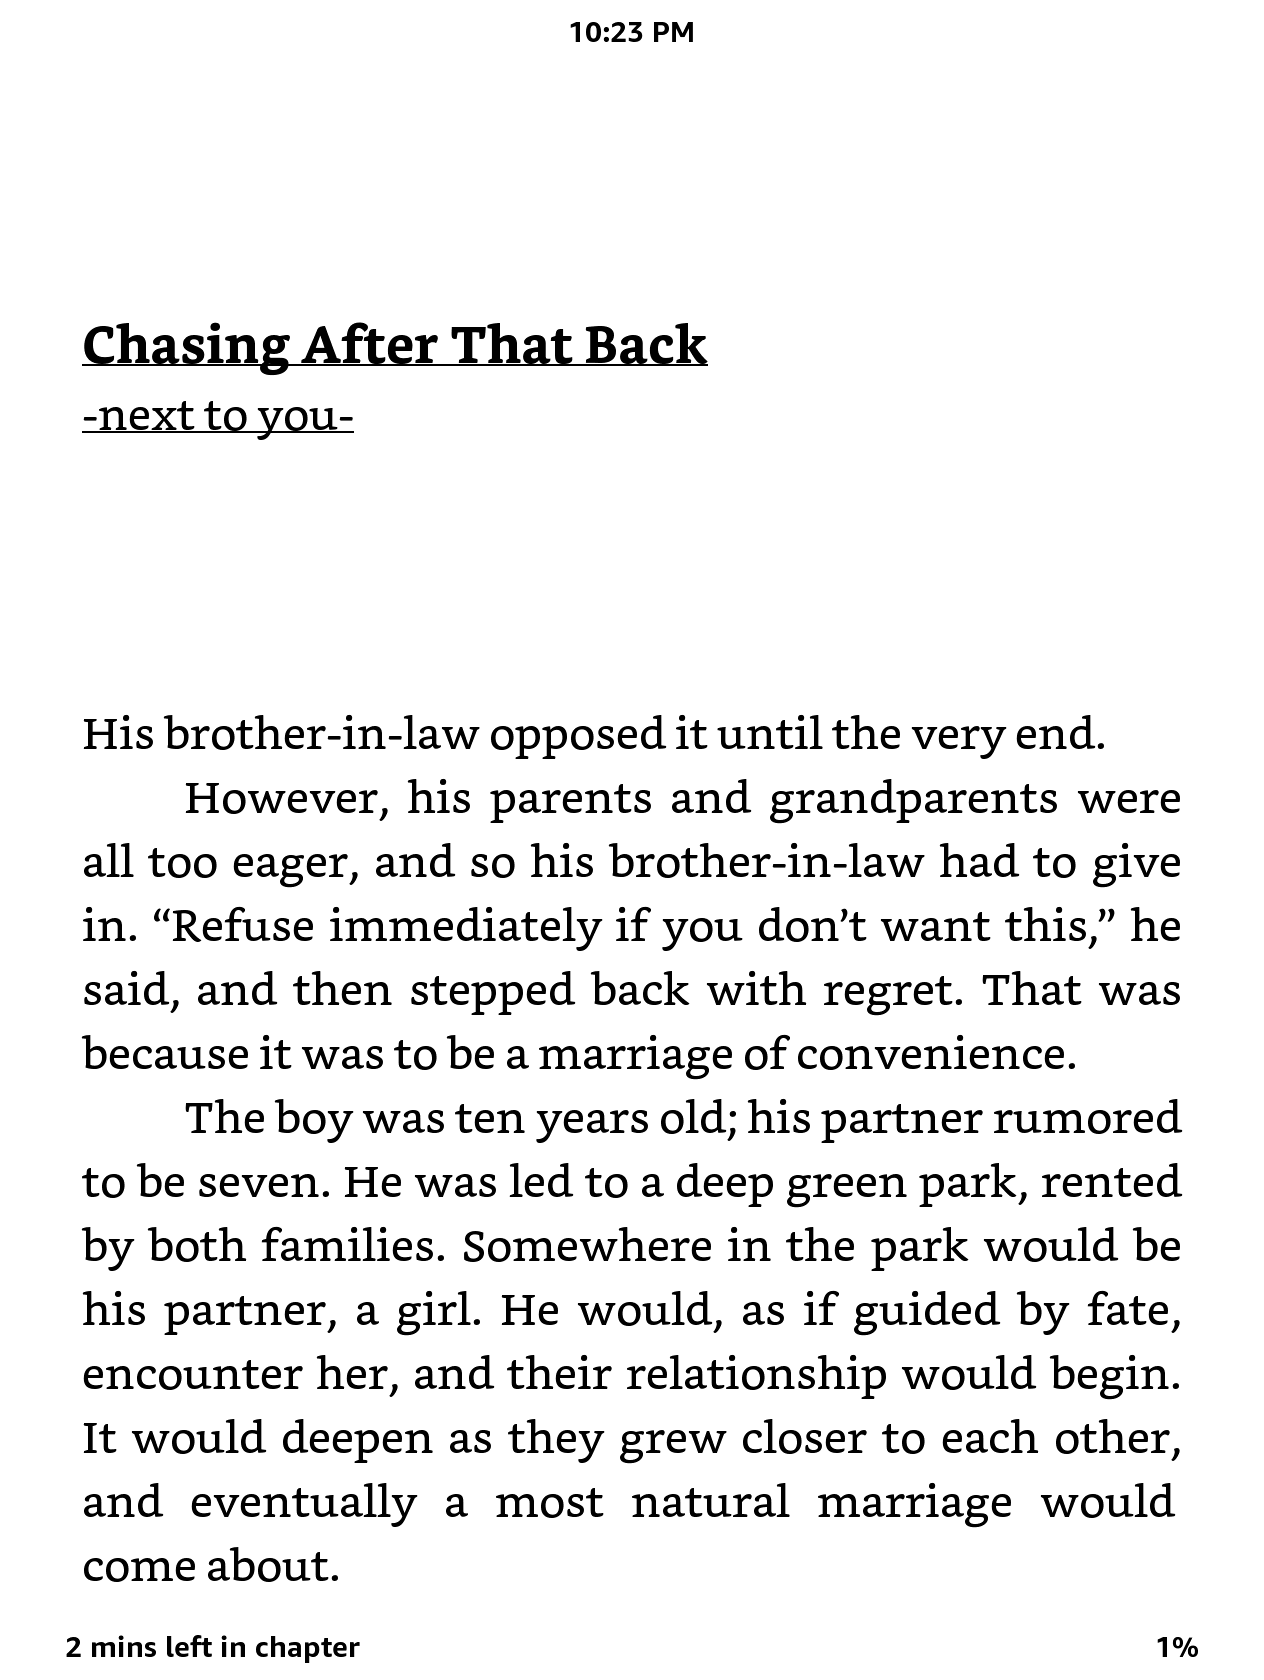 10:23 PM
Chasing After That Back
-next to you-
His brother-in-law opposed it until the very end.
However, his parents and grandparents were
all too eager, and so his brother-in-law had to give
in. “Refuse immediately if you don’t want this,” he
said, and then stepped back with regret. That was
because it was to be a marriage of convenience.
The boy was ten years old; his partner rumored
to be seven. He was led to a deep green park, rented
by both families. Somewhere in the park would be
his partner, a girl. He would, as if guided by fate,
encounter her, and their relationship would begin.
It would deepen as they grew closer to each other,
and eventually a most natural marriage would
come about.
2 mins left in chapter
1%